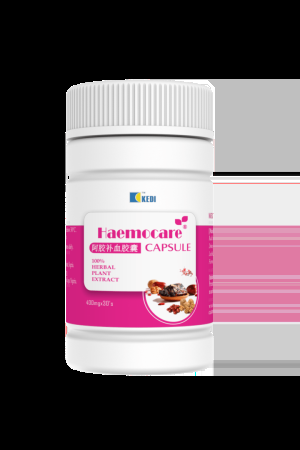 KEDI
Haemocare®
阿胶补血胶囊 CAPSULE
100%
HERBAL
PLANT
EXTRACT